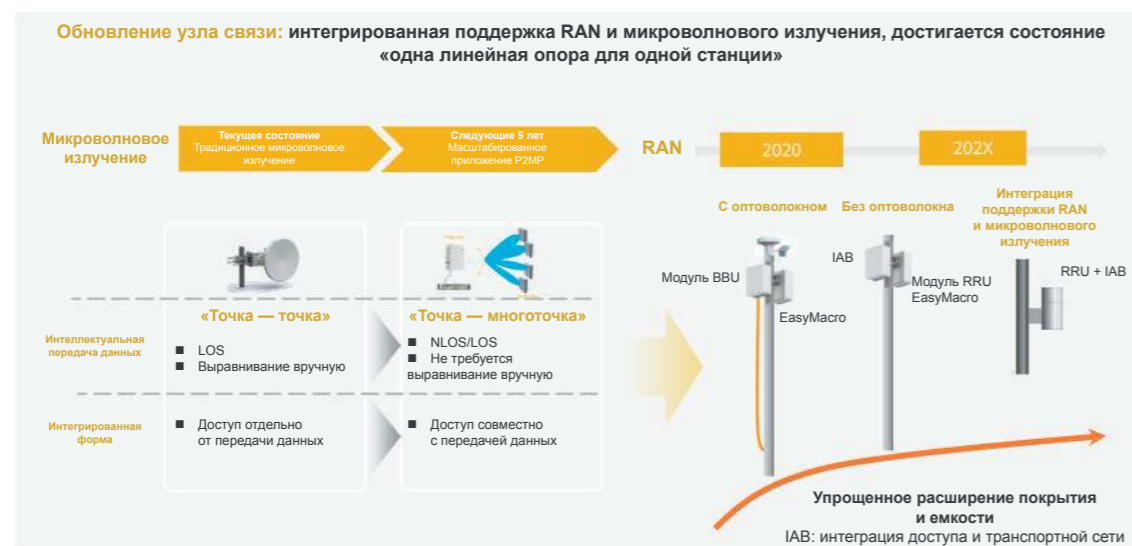 Обновление узла связи: интегрированная поддержка RAN и микроволнового излучения, достигается состояние
«одна линейная опора для одной станции»
Микроволновое
излучение
Текущее состояние
Традиционное микроволновое
излучение
Следующие 5 лет
Масштабированное
приложение P2MP
RAN
2020
202X
С оптоволокном
Без оптоволокна
Интеграция
поддержки RAN
и микроволнового
излучения
Модуль BBU
EasyMacro
IAB
Модуль RRU
EasyMacro
RRU + IAB
«Точка — точка»
«Точка — многоточка»
Интеллектуальная
передача данных
■ LOS
■ Выравнивание вручную
■ NLOS/LOS
■ Не требуется
выравнивание вручную
Интегрированная
форма
■ Доступ отдельно
от передачи данных
■ Доступ совместно
с передачей данных
Упрощенное расширение покрытия
и емкости
IAB: интеграция доступа и транспортной сети